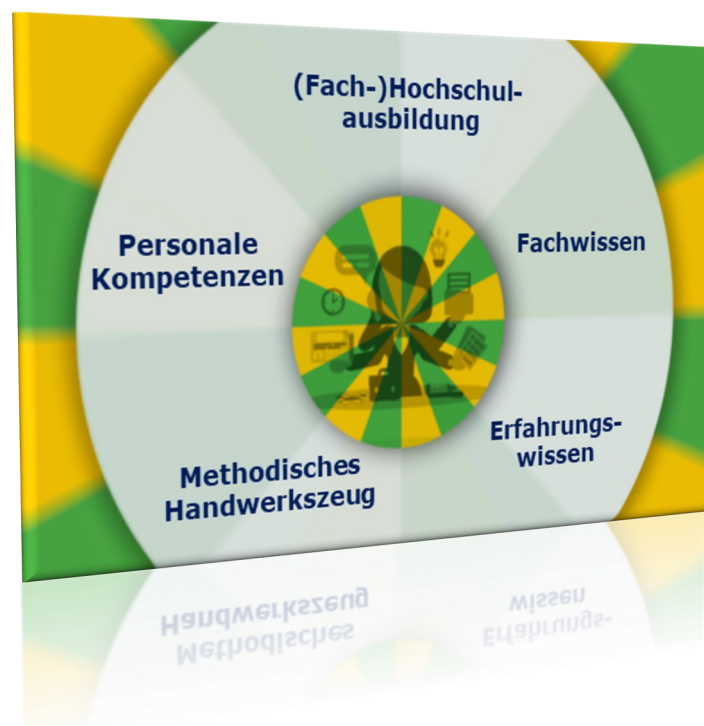 (Fach-)Hochschul-
ausbildung
Fachwissen
Erfahrungs-
wissen
Methodisches
Handwerkszeug
Personale
Kompetenzen